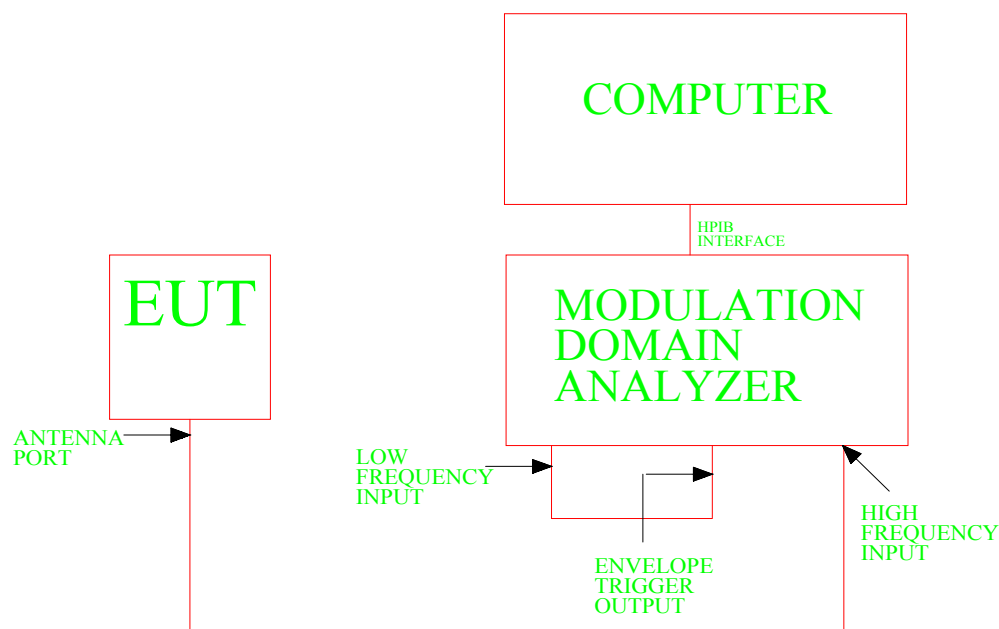 COMPUTER
HPIB
INTERFACE
EUT
MODULATION
DOMAIN
ANALYZER
ANTENNA
PORT
LOW
FREQUENCY
INPUT
HIGH
FREQUENCY
INPUT
ENVELOPE
TRIGGER
OUTPUT